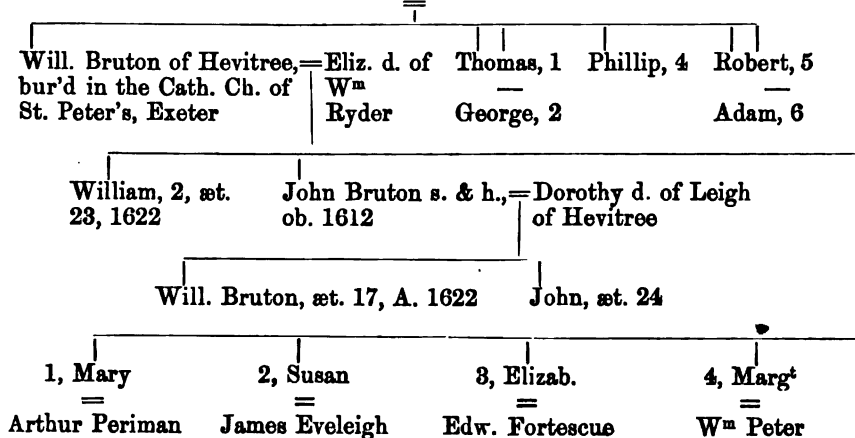 Will. Bruton of Hevitree,=Eliz. d. of Thomas, 1 Phillip, 4 Robert, 5
bur'd in the Cath. Ch. of Wᵐ — —
St. Peter's, Exeter Ryder George, 2 Adam, 6
William, 2, æt. John Bruton s. & h.,=Dorothy d. of Leigh
23, 1622 ob. 1612 of Hevitree
Will. Bruton, æt. 17, A. 1622 John, æt. 24
1, Mary 2, Susan 3, Elizab. 4, Margᵗ
= = = =
Arthur Periman James Eveleigh Edw. Fortescue Wᵐ Peter